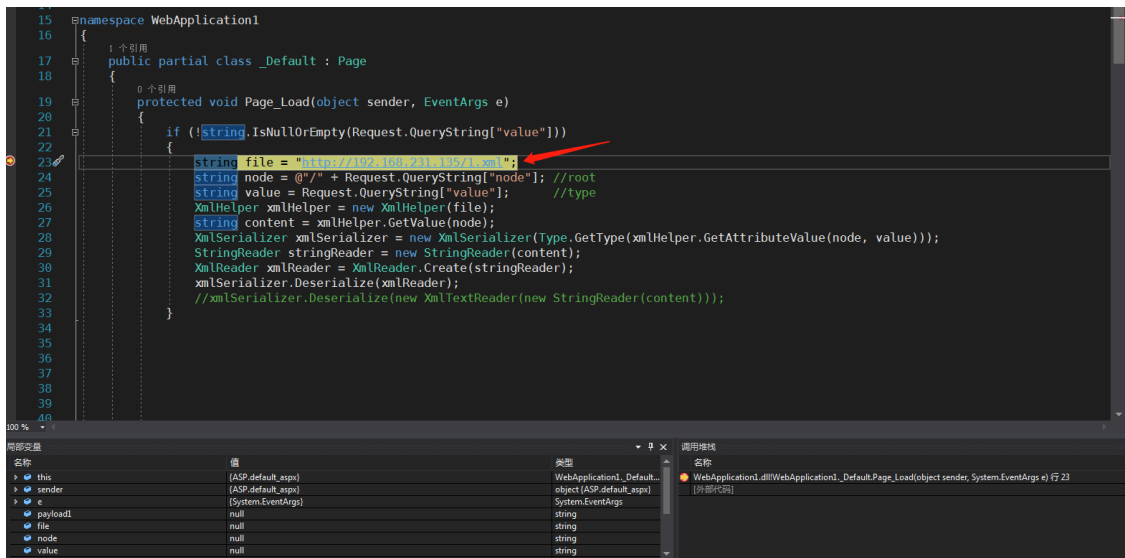 15 namespace WebApplication1
16 {
1 个引用
17 public partial class _Default : Page
18 {
0 个引用
19 protected void Page_Load(object sender, EventArgs e)
20 {
21 if (!string.IsNullOrEmpty(Request.QueryString["value"]))
22 {
23 string file = "http://192.168.231.135/1.xml";
24 string node = @"/" + Request.QueryString["node"]; //root
25 string value = Request.QueryString["value"]; //type
26 XmlHelper xmlHelper = new XmlHelper(file);
27 string content = xmlHelper.GetValue(node);
28 XmlSerializer xmlSerializer = new XmlSerializer(Type.GetType(xmlHelper.GetAttributeValue(node, value)));
29 StringReader stringReader = new StringReader(content);
30 XmlReader xmlReader = XmlReader.Create(stringReader);
31 xmlSerializer.Deserialize(xmlReader);
32 //xmlSerializer.Deserialize(new XmlTextReader(new StringReader(content)));
33 }
34
35
36
37
38
39
40
100 %
局部变量
名称 值 类型
this {ASP.default_aspx} WebApplication1._Default...
sender {ASP.default_aspx} object {ASP.default_aspx}
e {System.EventArgs} System.EventArgs
payload1 null string
file null string
node null string
value null string
调用堆栈
名称
WebApplication1.dll!WebApplication1._Default.Page_Load(object sender, System.EventArgs e) 行 23
[外部代码]